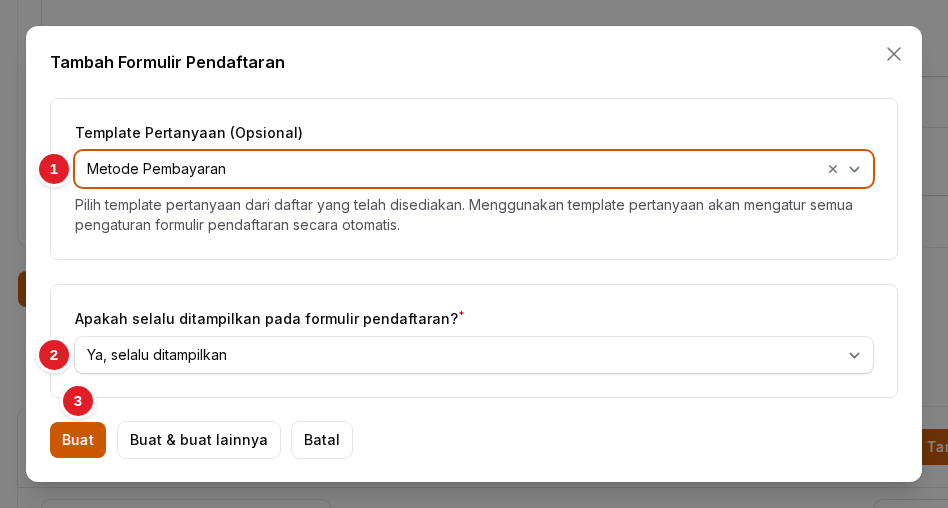 Tambah Formulir Pendaftaran
Template Pertanyaan (Opsional)
1
Metode Pembayaran
Pilih template pertanyaan dari daftar yang telah disediakan. Menggunakan template pertanyaan akan mengatur semua
pengaturan formulir pendaftaran secara otomatis.
Apakah selalu ditampilkan pada formulir pendaftaran?*
2
Ya, selalu ditampilkan
3
Buat
Buat & buat lainnya
Batal